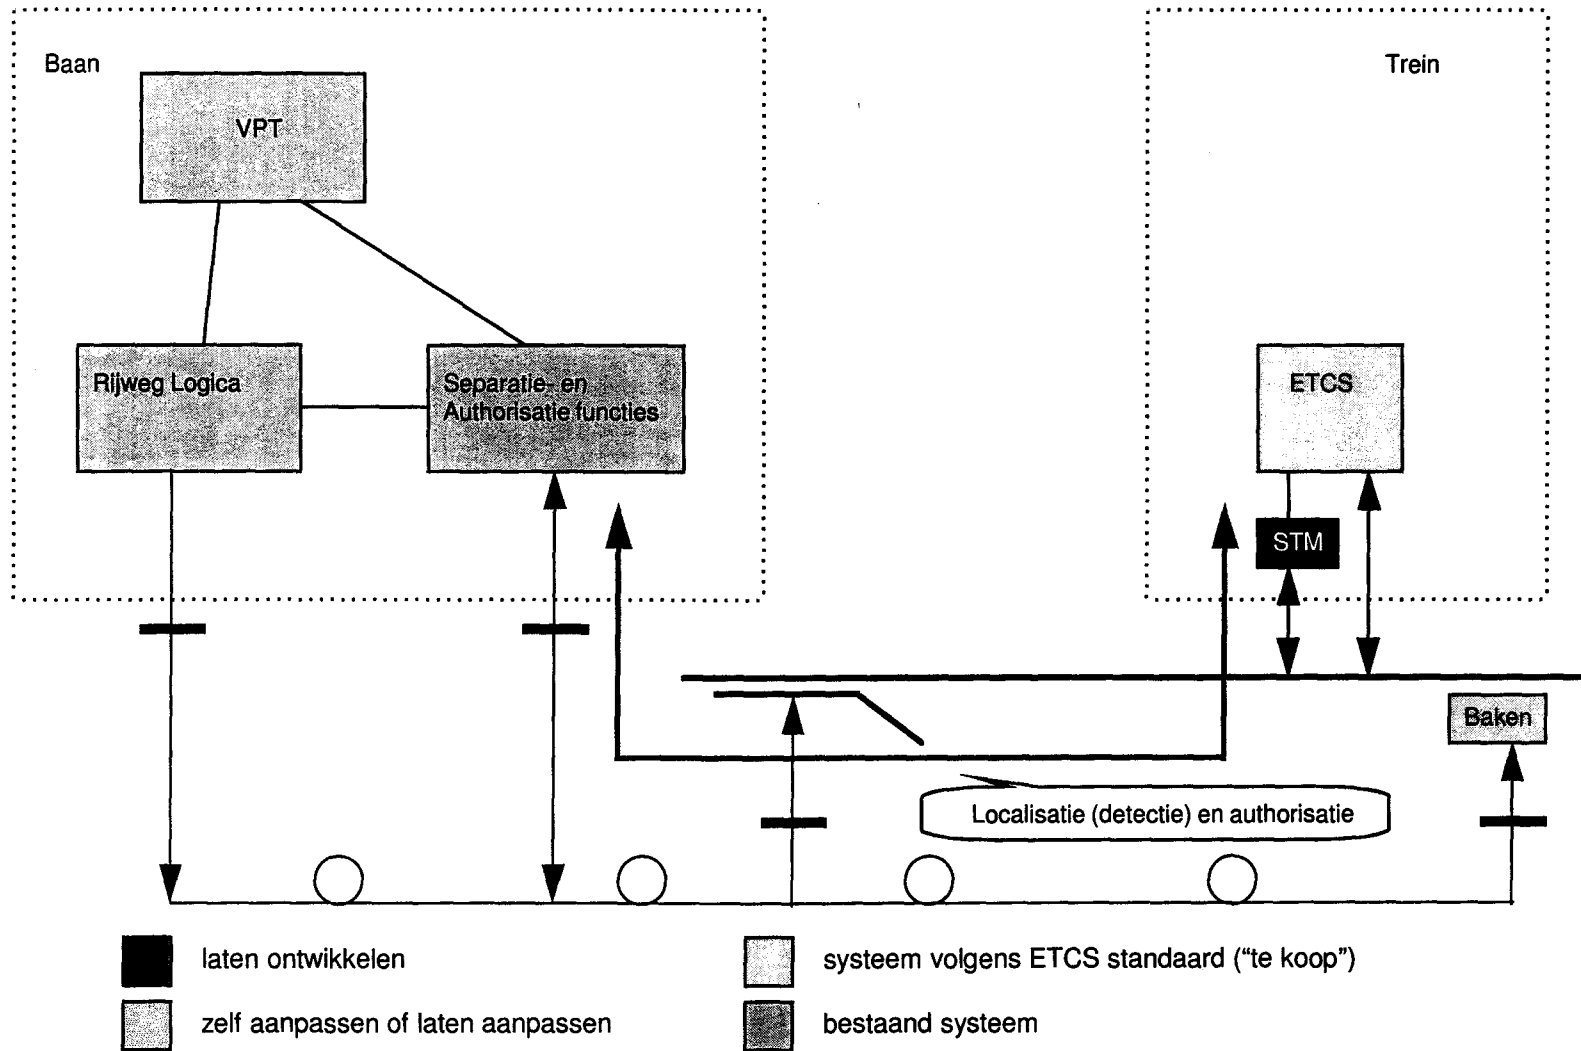 Baan
Trein
VPT
Rijweg Logica
Separatie- en
Authorisatie functies
ETCS
STM
Baken
Localisatie (detectie) en authorisatie
laten ontwikkelen
systeem volgens ETCS standaard (“te koop”)
zelf aanpassen of laten aanpassen
bestaand systeem